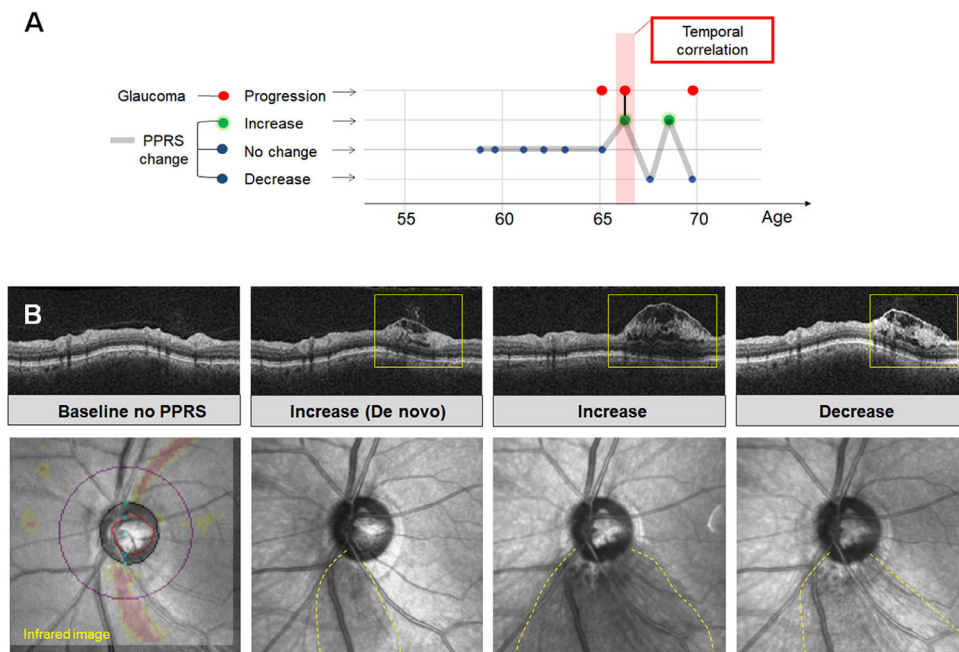 A
Temporal
correlation
Glaucoma
Progression
Increase
PPRS
change
No change
Decrease
55
60
65
70
Age
B
Baseline no PPRS
Increase (De novo)
Increase
Decrease
Infrared image